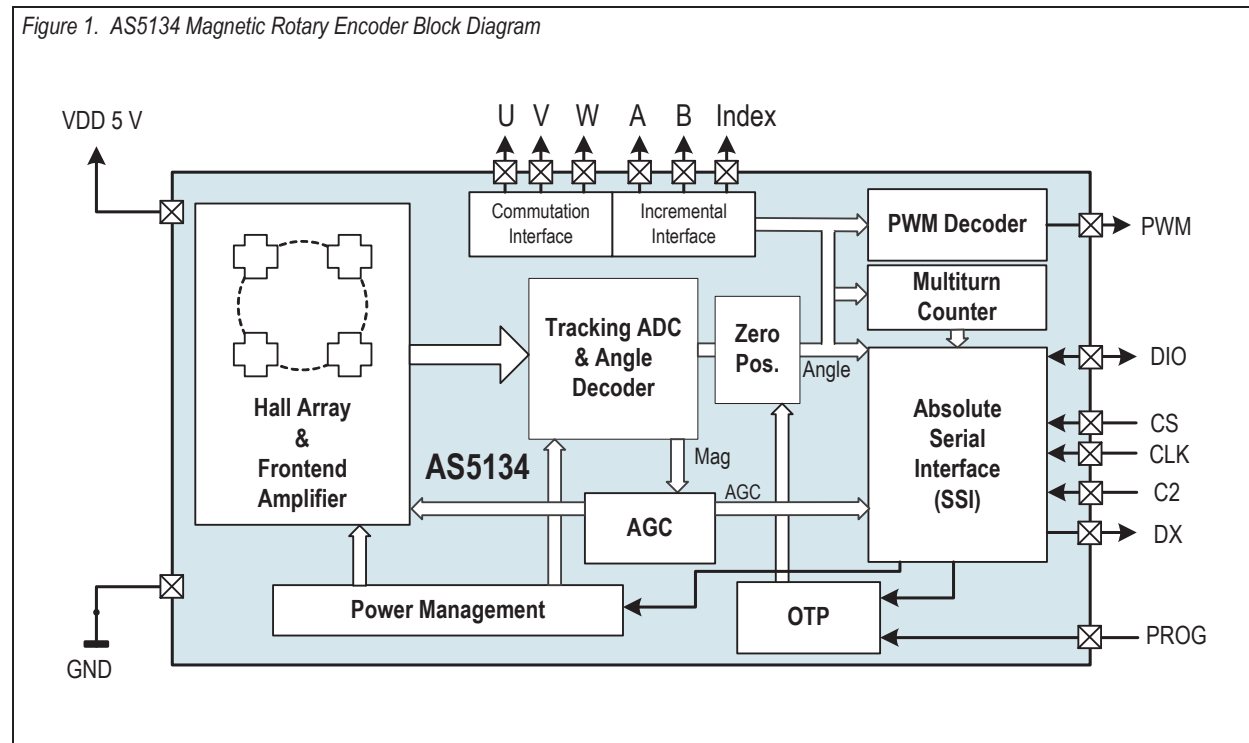 Figure 1. AS5134 Magnetic Rotary Encoder Block Diagram
U V W A B Index
VDD 5 V
Commutation
Interface
Incremental
Interface
PWM Decoder
PWM
Multiturn
Counter
Hall Array
&
Frontend
Amplifier
Tracking ADC
& Angle
Decoder
Zero
Pos.
Angle
Absolute
Serial
Interface
(SSI)
DIO
CS
CLK
C2
DX
AS5134
Mag
AGC
AGC
Power Management
OTP
PROG
GND